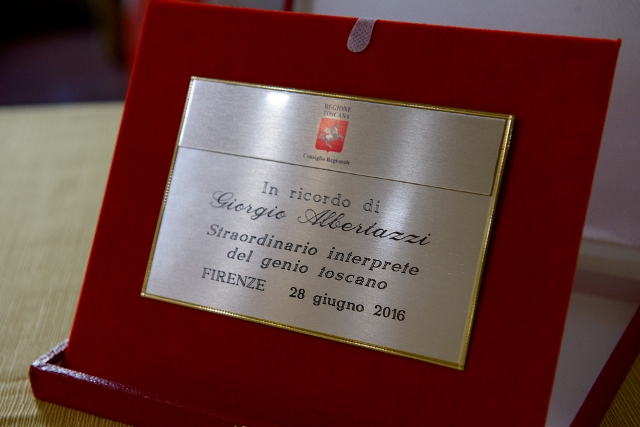 REGIONE
TOSCANA
Consiglio Regionale
In ricordo di
Giorgio Albertazzi
Straordinario interprete
del genio toscano
FIRENZE 28 giugno 2016